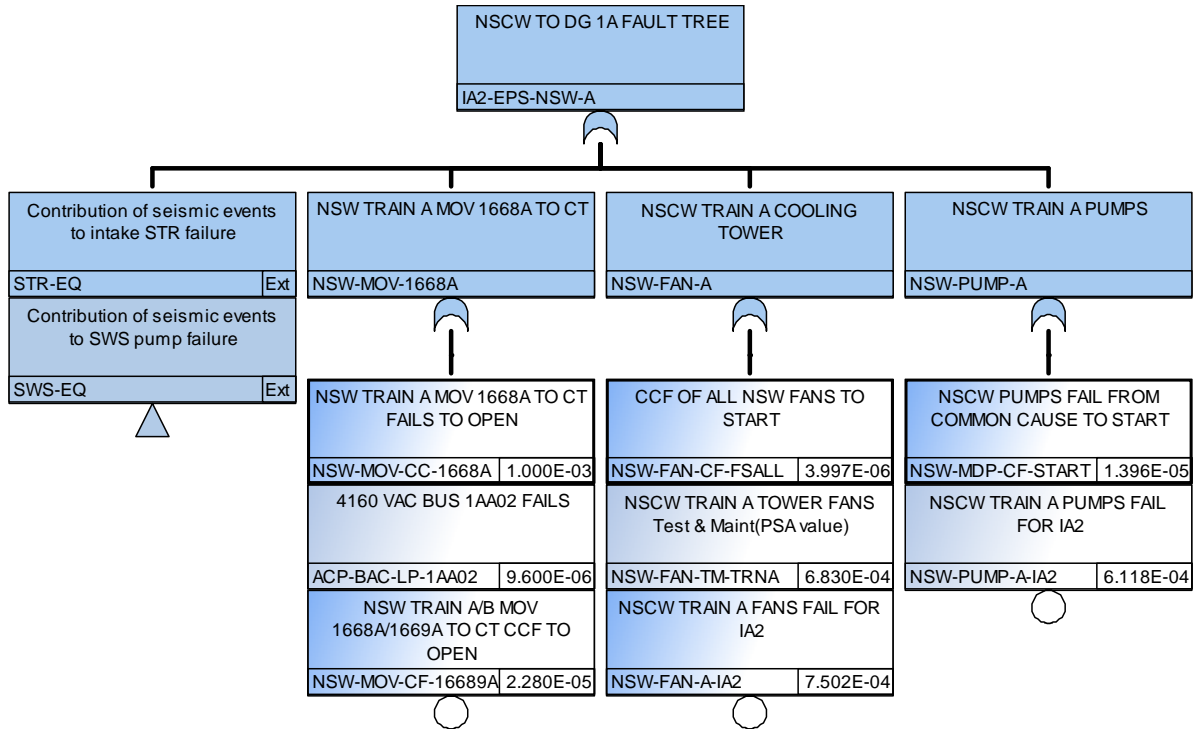 NSCW TO DG 1A FAULT TREE
IA2-EPS-NSW-A
Contribution of seismic events
to intake STR failure
STR-EQ Ext
Contribution of seismic events
to SWS pump failure
SWS-EQ Ext
NSW TRAIN A MOV 1668A TO CT
NSW-MOV-1668A
NSW TRAIN A MOV 1668A TO CT
FAILS TO OPEN
NSW-MOV-CC-1668A 1.000E-03
4160 VAC BUS 1AA02 FAILS
ACP-BAC-LP-1AA02 9.600E-06
NSW TRAIN A/B MOV
1668A/1669A TO CT CCF TO
OPEN
NSW-MOV-CF-16689A 2.280E-05
NSCW TRAIN A COOLING
TOWER
NSW-FAN-A
CCF OF ALL NSW FANS TO
START
NSW-FAN-CF-FSALL 3.997E-06
NSCW TRAIN A TOWER FANS
Test & Maint(PSA value)
NSW-FAN-TM-TRNA 6.830E-04
NSCW TRAIN A FANS FAIL FOR
IA2
NSW-FAN-A-IA2 7.502E-04
NSCW TRAIN A PUMPS
NSW-PUMP-A
NSCW PUMPS FAIL FROM
COMMON CAUSE TO START
NSW-MDP-CF-START 1.396E-05
NSCW TRAIN A PUMPS FAIL
FOR IA2
NSW-PUMP-A-IA2 6.118E-04